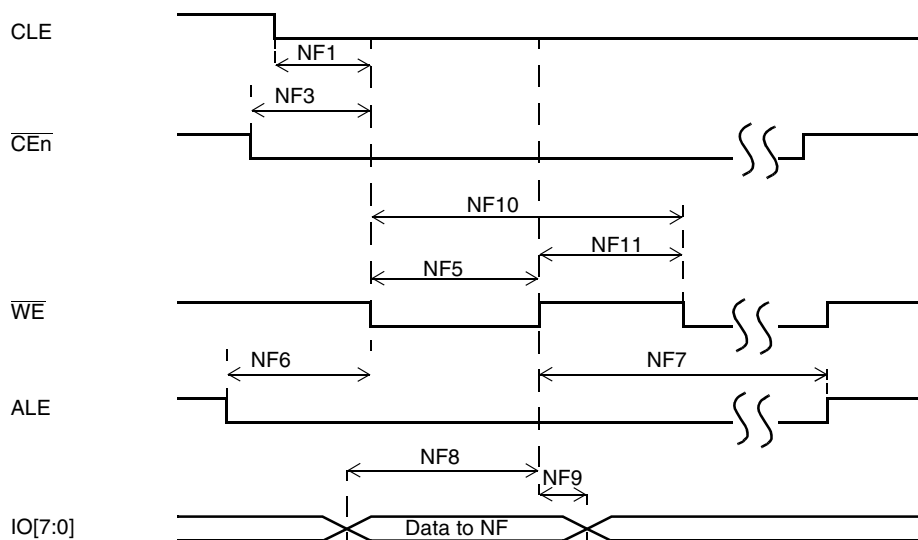 CLE
NF1
NF3
CEn
NF10
NF11
NF5
WE
NF6
NF7
ALE
NF8
NF9
IO[7:0]
Data to NF